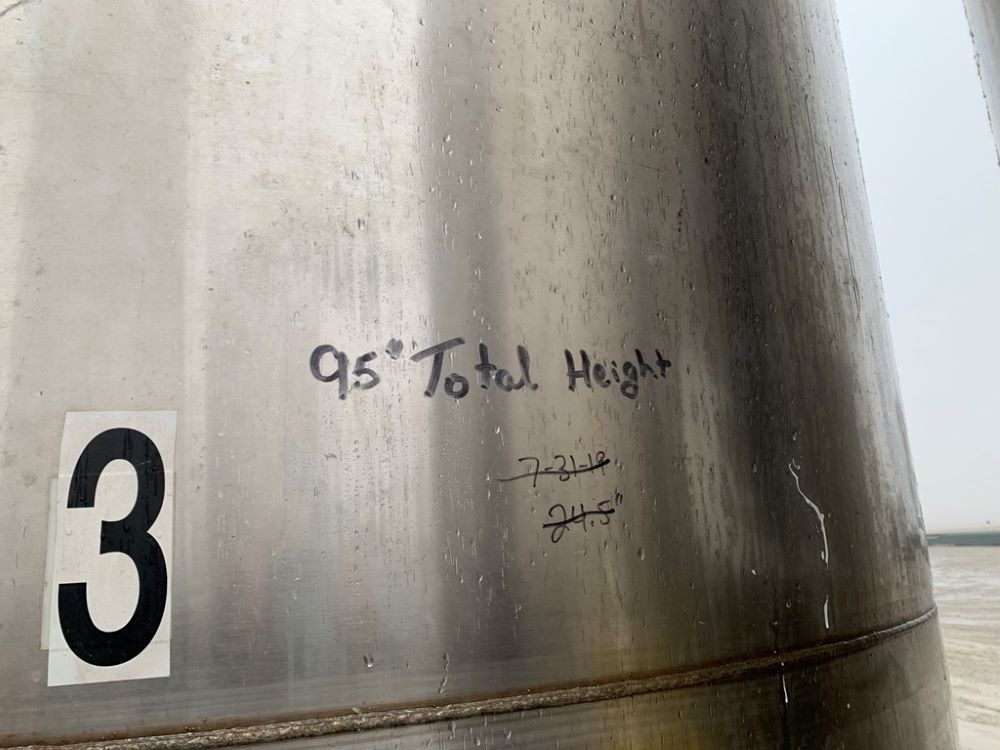 95" Total Height
7-31-19
24.5"
3